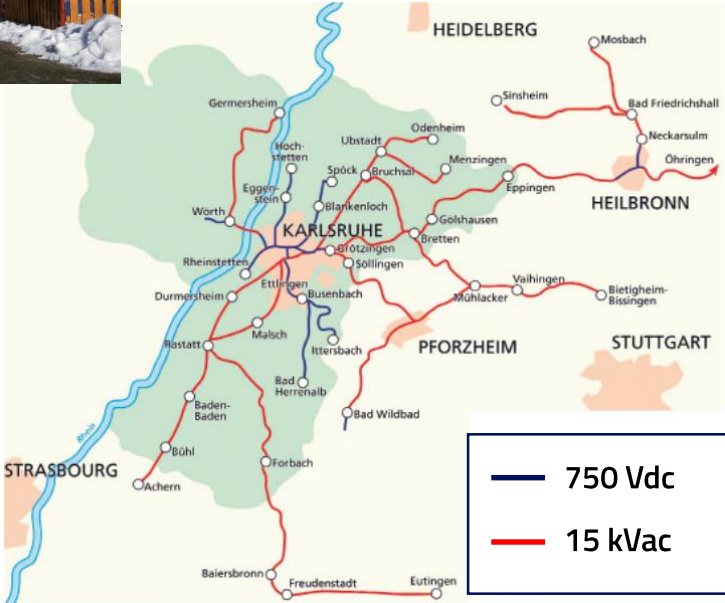 HEIDELBERG
Mosbach
Sinsheim
Germersheim
Bad Friedrichshall
Odenheim
Ubstadt
Neckarsulm
Hoch-
stetten
Menzingen
Öhringen
Spöck
Bruchsal
Eppingen
Eggen-
stein
HEILBRONN
Blankenloch
Wörth
Gölshausen
KARLSRUHE
Bretten
Grötzingen
Rheinstetten
Söllingen
Ettlingen
Vaihingen
Durmersheim
Busenbach
Mühlacker
Bietigheim-
Bissingen
Malsch
Rastatt
Ittersbach
PFORZHEIM
STUTTGART
Bad
Herrenalb
Baden-
Baden
Bad Wildbad
Rhein
Bühl
STRASBOURG
Forbach
Achern
750 Vdc
15 kVac
Baiersbronn
Freudenstadt
Eutingen